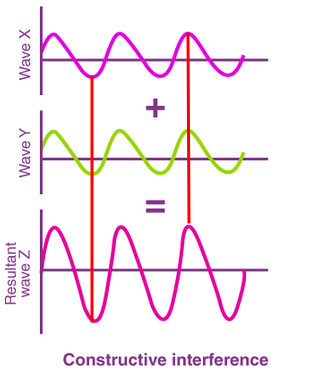 Wave X
+
Wave Y
=
Resultant
wave Z
Constructive interference